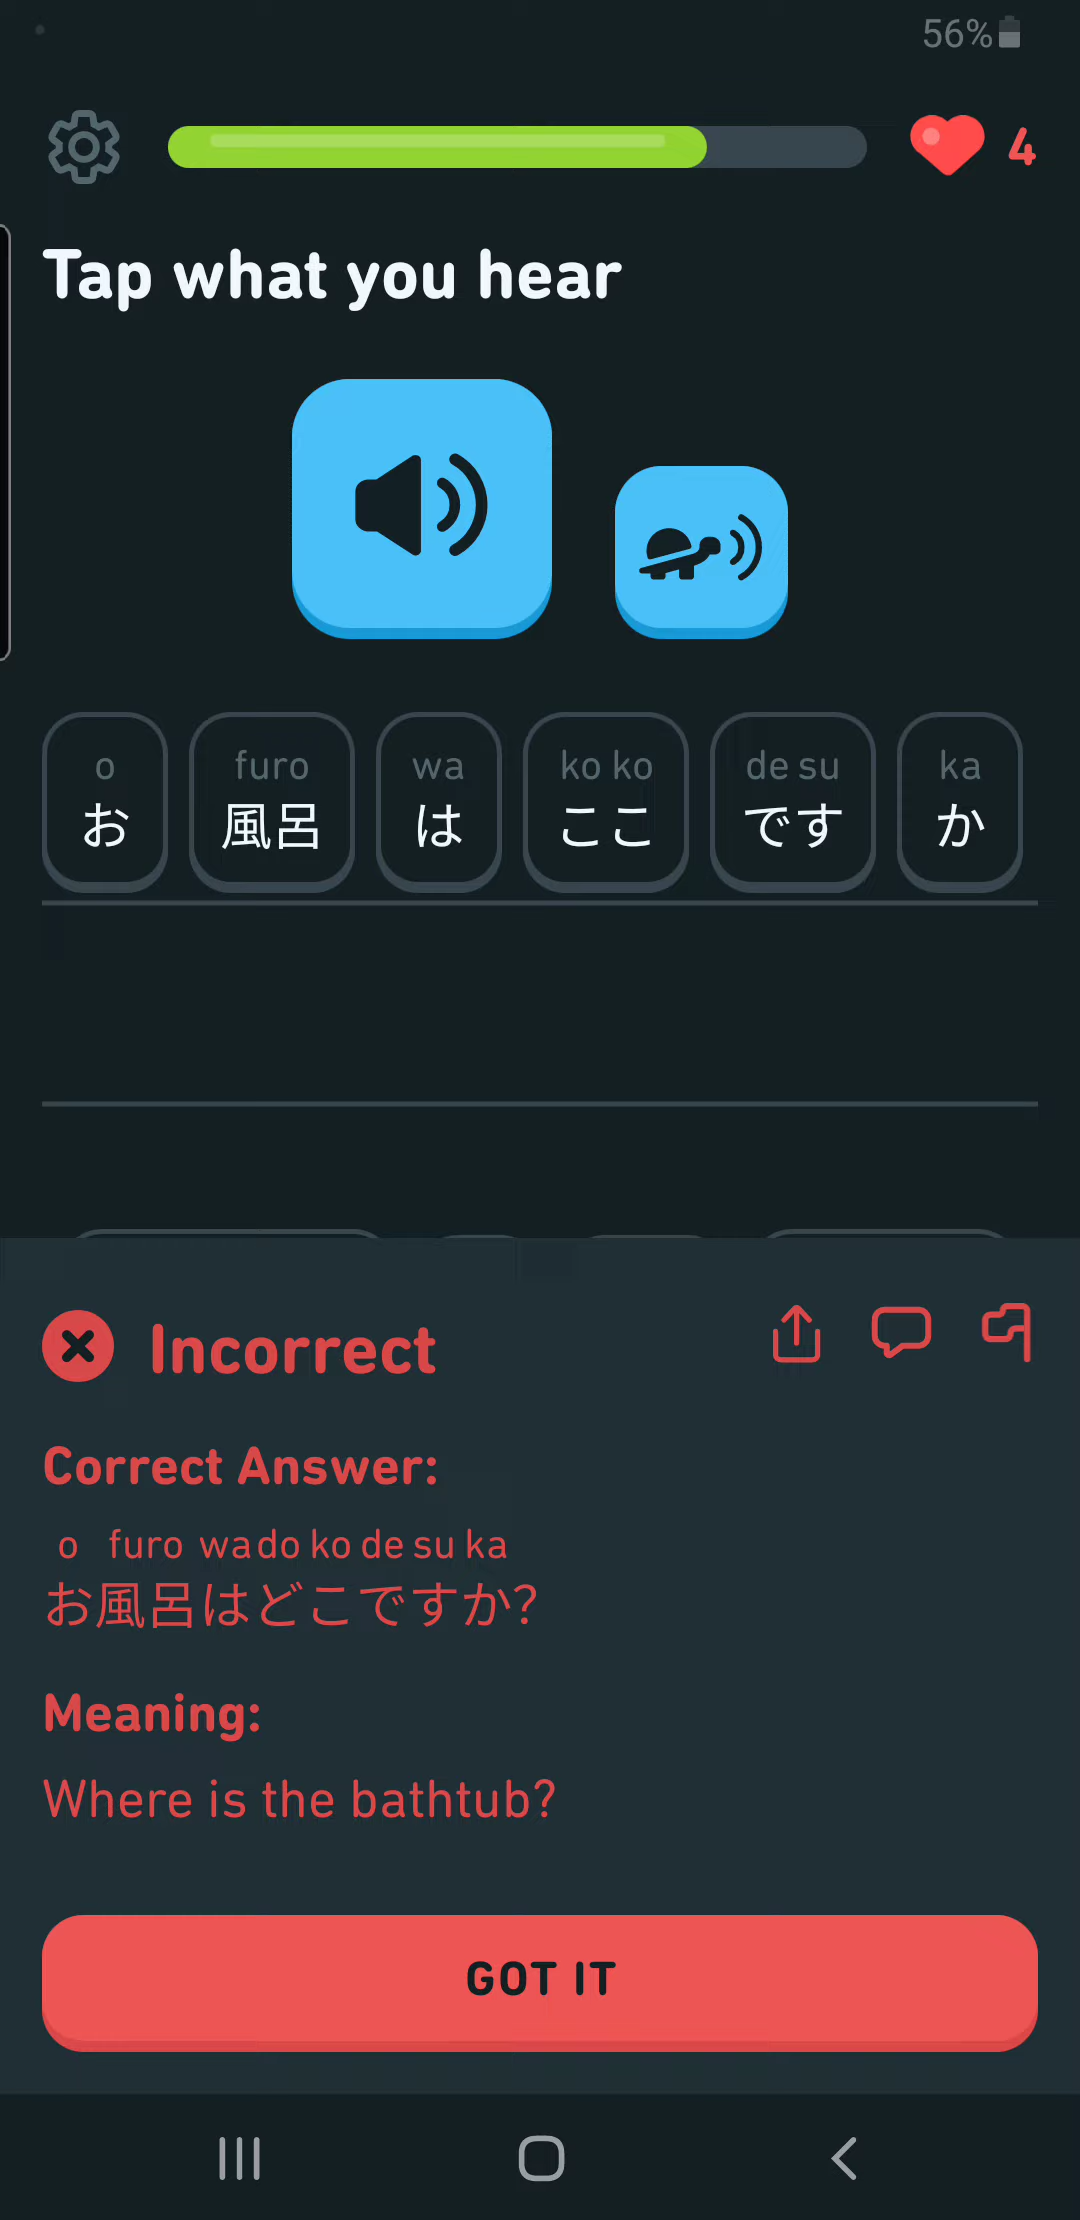 56%
4
Tap what you hear
o furo wa ko ko de su ka
お 風呂 は ここ です か
Incorrect
Correct Answer:
o furo wa do ko de su ka
お風呂はどこですか?
Meaning:
Where is the bathtub?
GOT IT